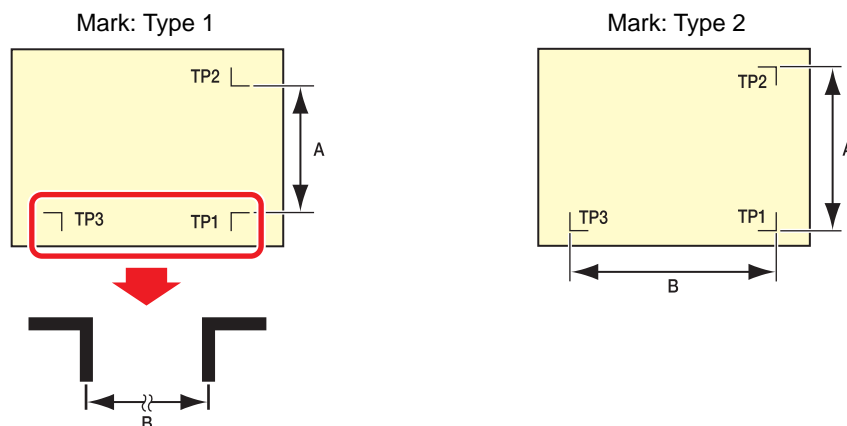 Mark: Type 1
Mark: Type 2
TP2
A
TP3
TP1
B
TP2
A
TP3
TP1
B